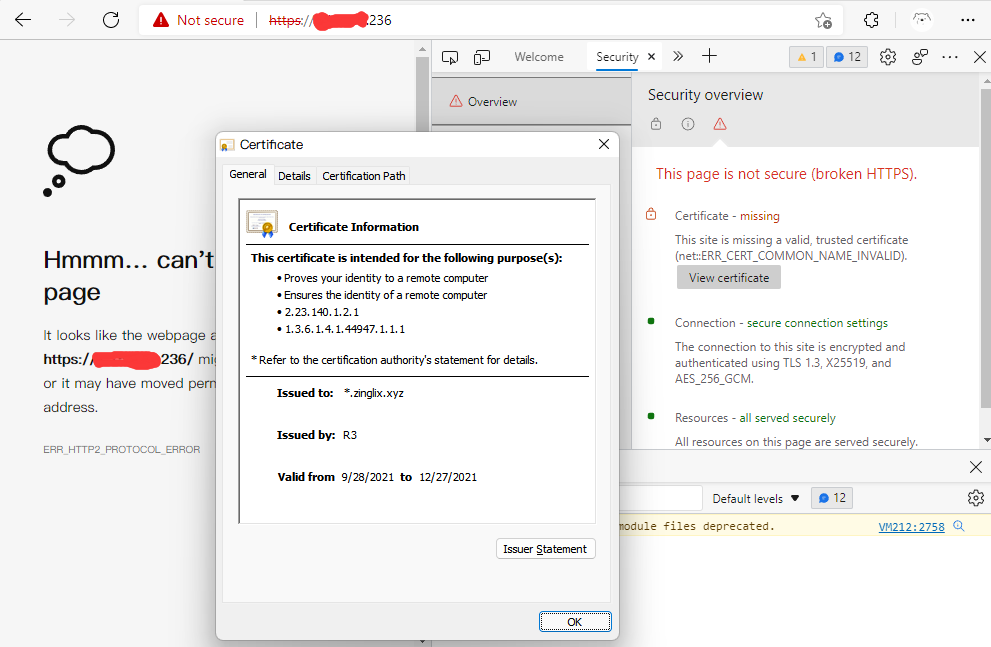 Not secure
https://
.236
Welcome
Security
1
12
Overview
Security overview
This page is not secure (broken HTTPS).
Certificate - missing
This site is missing a valid, trusted certificate
(net::ERR_CERT_COMMON_NAME_INVALID).
View certificate
Connection - secure connection settings
The connection to this site is encrypted and
authenticated using TLS 1.3, X25519, and
AES_256_GCM.
Resources - all served securely
All resources on this page are served securely.
Hmmm... can't
page
It looks like the webpage a
https:// 236/ mi
or it may have moved perm
address.
ERR_HTTP2_PROTOCOL_ERROR
Certificate
General
Details
Certification Path
Certificate Information
This certificate is intended for the following purpose(s):
• Proves your identity to a remote computer
• Ensures the identity of a remote computer
• 2.23.140.1.2.1
• 1.3.6.1.4.1.44947.1.1.1
* Refer to the certification authority's statement for details.
Issued to: *.zinglix.xyz
Issued by: R3
Valid from 9/28/2021 to 12/27/2021
Issuer Statement
OK
Default levels
12
module files deprecated.
VM212:2758